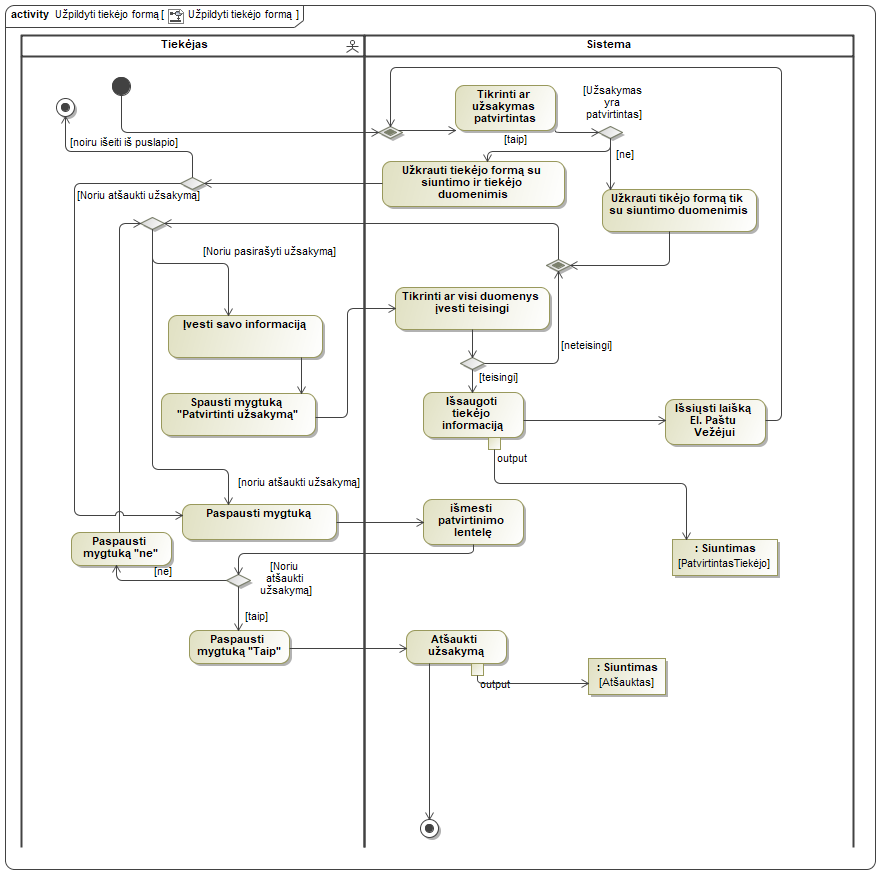 activity Užpildyti tiekėjo formą [ Užpildyti tiekėjo formą ]
Tiekėjas
Sistema
Tikrinti ar
užsakymas
patvirtintas
[Užsakymas
yra
patvirtintas]
[noiru išeiti iš puslapio]
[taip]
[ne]
Užkrauti tiekėjo formą su
siuntimo ir tiekėjo
duomenimis
[Noriu atšaukti užsakymą]
Užkrauti tikėjo formą tik
su siuntimo duomenimis
[Noriu pasirašyti užsakymą]
Tikrinti ar visi duomenys
įvesti teisingi
Įvesti savo informaciją
[neteisingi]
[teisingi]
Spausti mygtuką
"Patvirtinti užsakymą"
Išsaugoti
tiekėjo
informaciją
Išsiųsti laišką
El. Paštu
Vežėjui
output
[noriu atšaukti užsakymą]
Paspausti mygtuką
išmesti
patvirtinimo
lentelę
Paspausti
mygtuką "ne"
: Siuntimas
[PatvirtintasTiekėjo]
[ne]
[Noriu
atšaukti
užsakymą]
[taip]
Paspausti
mygtuką "Taip"
Atšaukti
užsakymą
: Siuntimas
[Atšauktas]
output